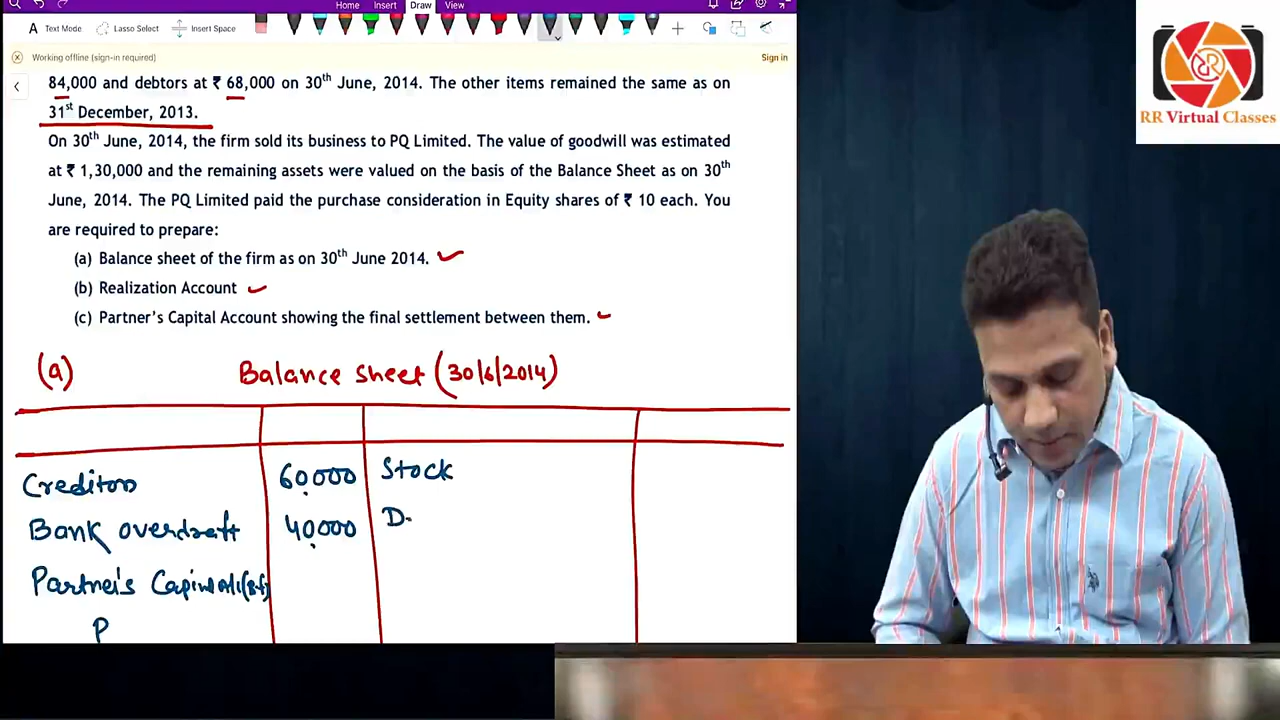 Home Insert Draw View
Text Mode Lasso Select Insert Space
Working offline (sign-in required) Sign in
84,000 and debtors at ₹ 68,000 on 30th June, 2014. The other items remained the same as on
31st December, 2013.
On 30th June, 2014, the firm sold its business to PQ Limited. The value of goodwill was estimated
at ₹ 1,30,000 and the remaining assets were valued on the basis of the Balance Sheet as on 30th
June, 2014. The PQ Limited paid the purchase consideration in Equity shares of ₹ 10 each. You
are required to prepare:
(a) Balance sheet of the firm as on 30th June 2014.
(b) Realization Account
(c) Partner's Capital Account showing the final settlement between them.
(a) Balance sheet (30/6/2014)
Creditors 60,000 Stock
Bank overdraft 40,000 D
Partner's
P
RR Virtual Classes